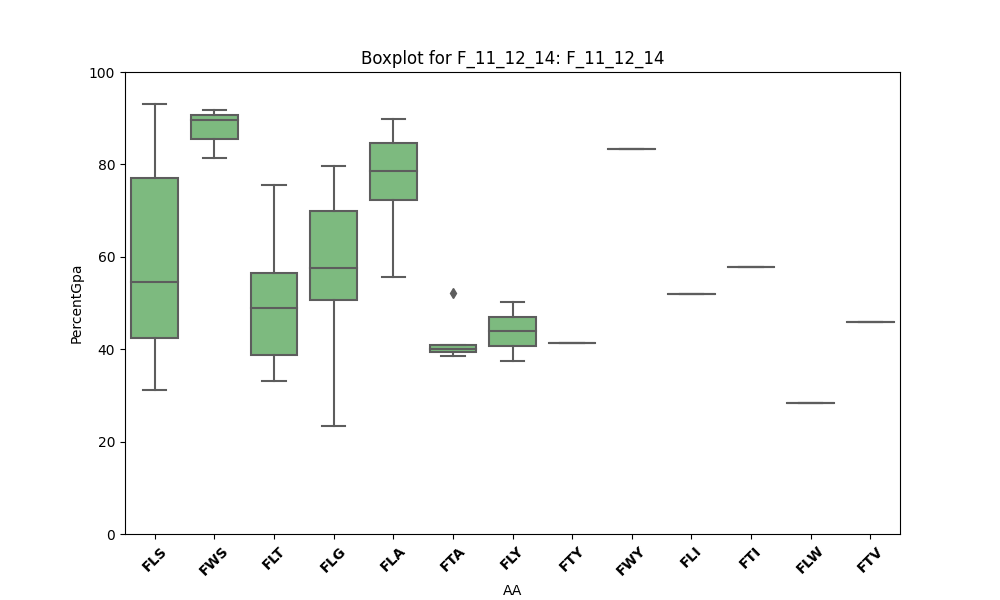 Boxplot for F_11_12_14: F_11_12_14
100
80
60
40
20
0
PercentGpa
FLS FWS FLT FLG FLA FTA FLY FTY FWY FLI FTI FLW FTV
AA